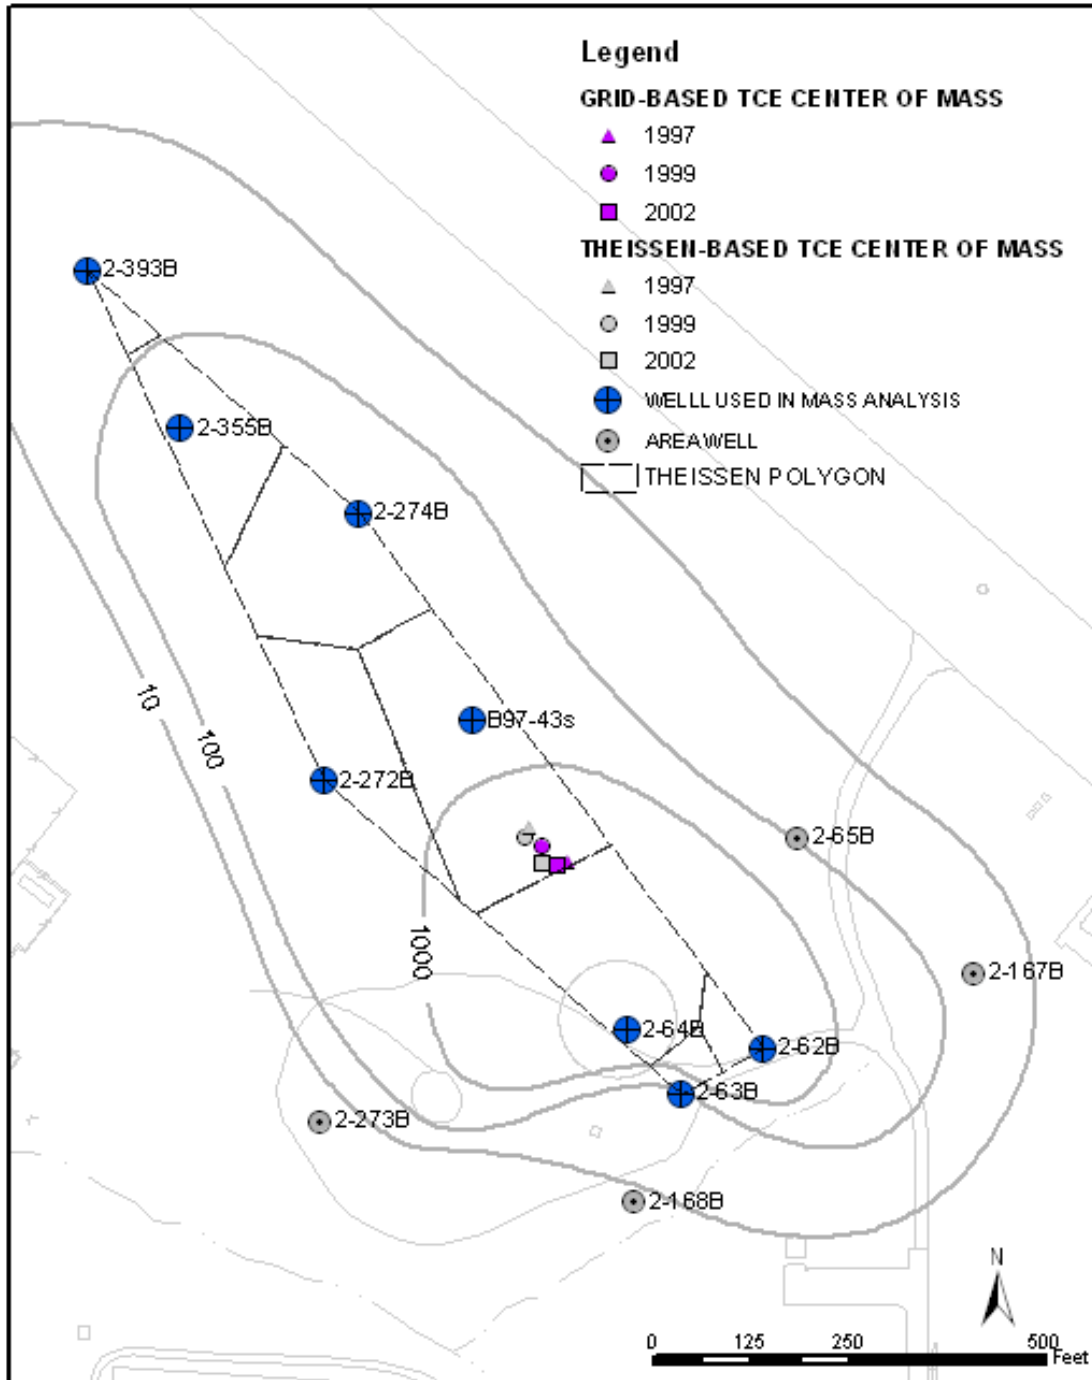 Legend
GRID-BASED TCE CENTER OF MASS
1997
1999
2002
THEISSEN-BASED TCE CENTER OF MASS
1997
1999
2002
WELLL USED IN MASS ANALYSIS
AREA WELL
THEISSEN POLYGON
2-393B
2-355B
2-274B
10
100
B97-43s
2-272B
2-65B
1000
2-167B
2-64B
2-62B
2-63B
2-273B
2-168B
N
0 125 250 500
Feet